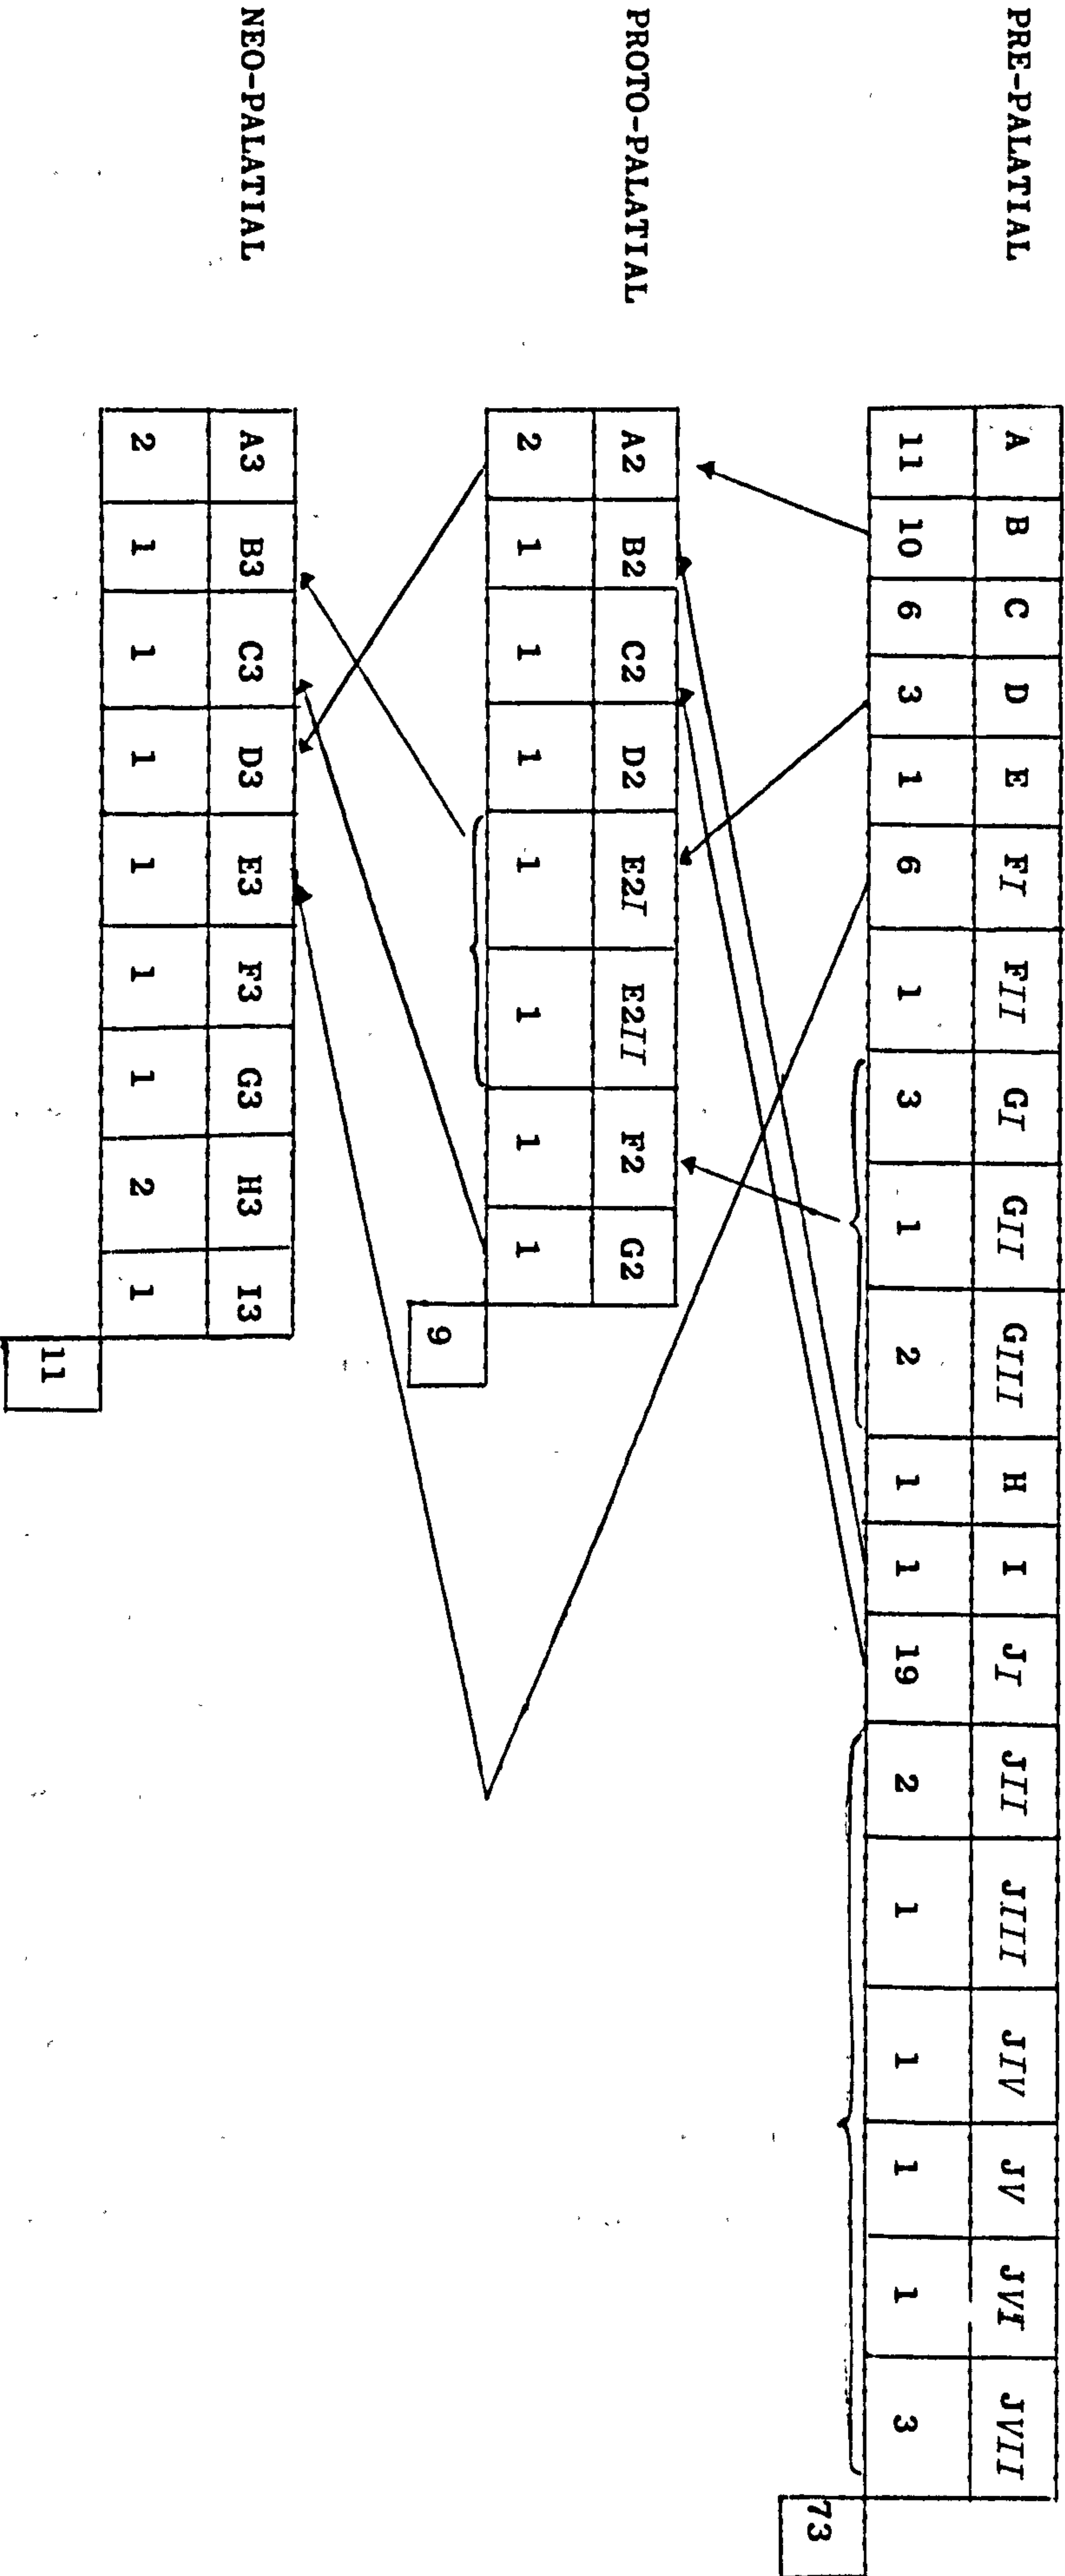 PRE-PALATIAL
A B C D E FI FII GI GII GIII H I JI JII JIII JIV JV JVI JVII
11 10 6 3 1 6 1 3 1 2 1 1 19 2 1 1 1 1 3
73
PROTO-PALATIAL
A2 B2 C2 D2 E2I E2II F2 G2
2 1 1 1 1 1 1 1
9
NEO-PALATIAL
A3 B3 C3 D3 E3 F3 G3 H3 I3
2 1 1 1 1 1 1 2 1
11